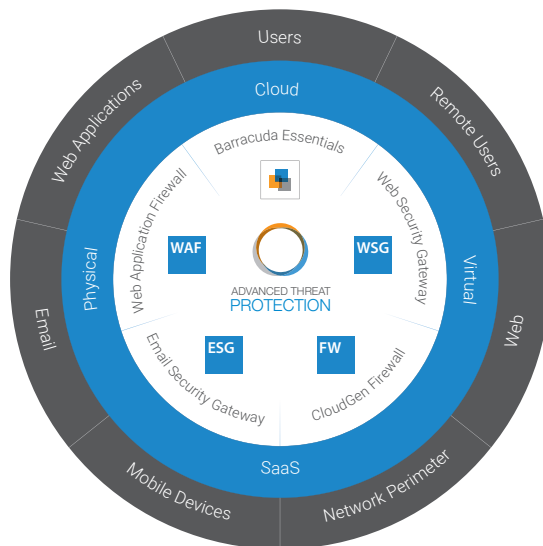 Users
Remote Users
Web
Network Perimeter
Mobile Devices
Email
Web Applications
Cloud
Virtual
SaaS
Physical
Barracuda Essentials
Web Security Gateway
CloudGen Firewall
Email Security Gateway
Web Application Firewall
WAF
WSG
ADVANCED THREAT
PROTECTION
ESG
FW